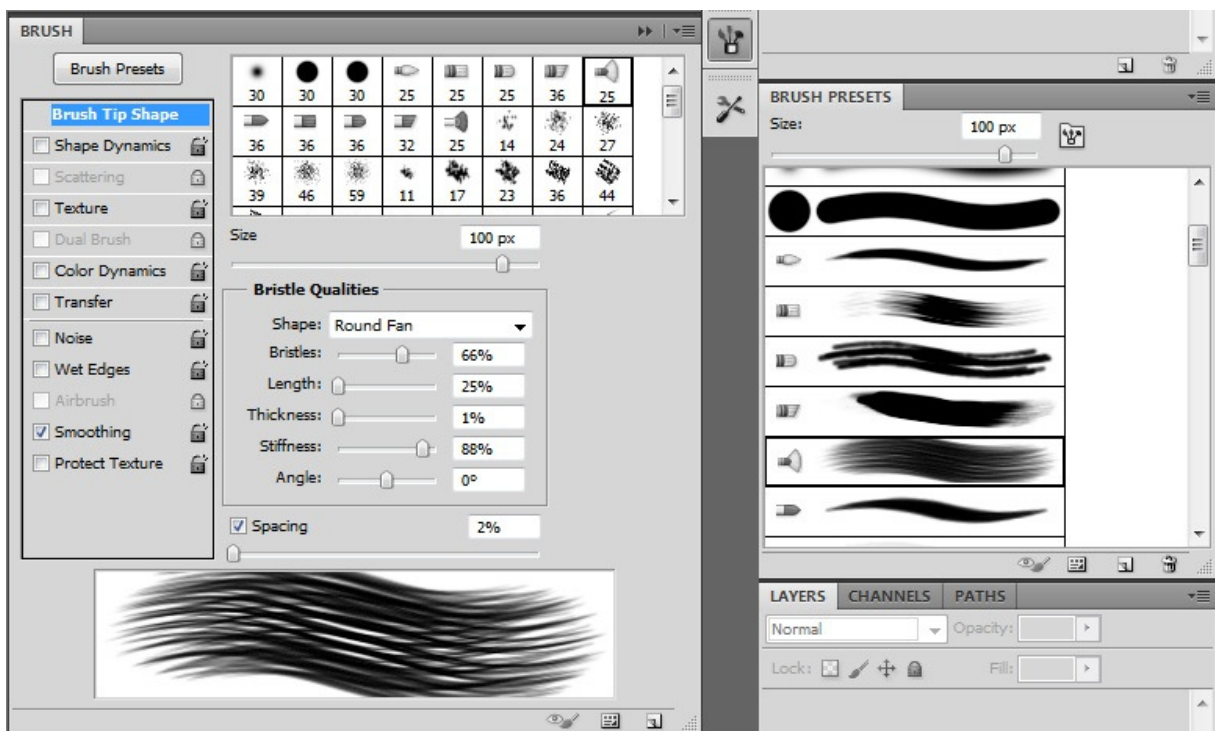 BRUSH
Brush Presets
30 30 30 25 25 25 36 25
36 36 36 32 25 14 24 27
39 46 59 11 17 23 36 44
Brush Tip Shape
Shape Dynamics
Scattering
Texture
Dual Brush
Color Dynamics
Transfer
Noise
Wet Edges
Airbrush
Smoothing
Protect Texture
Size 100 px
Bristle Qualities
Shape: Round Fan
Bristles: 66%
Length: 25%
Thickness: 1%
Stiffness: 88%
Angle: 0º
Spacing 2%
BRUSH PRESETS
Size: 100 px
LAYERS CHANNELS PATHS
Normal Opacity:
Lock: Fill: